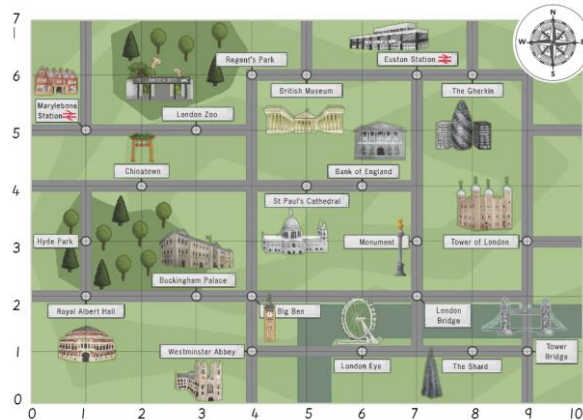 7
N
W
E
S
Regent's Park
Euston Station
6
British Museum
The Gherkin
Marylebone
Station
London Zoo
5
Chinatown
Bank of England
4
St Paul's Cathedral
Hyde Park
Monument
Tower of London
3
Buckingham Palace
2
Royal Albert Hall
Big Ben
London
Bridge
Westminster Abbey
London Eye
The Shard
Tower
Bridge
1
0
0 1 2 3 4 5 6 7 8 9 10